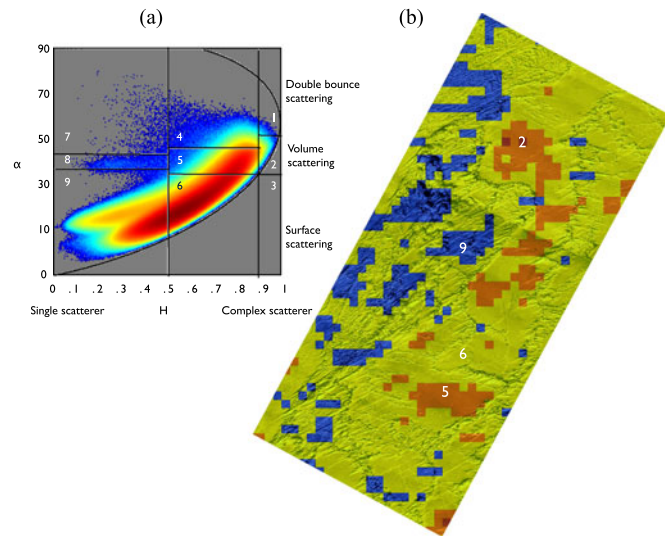 (a)
(b)
90
70
50
α
30
10
0
7
8
9
4
5
6
1
2
3
Double bounce
scattering
Volume
scattering
Surface
scattering
0 .1 .2 .3 .4 .5 .6 .7 .8 .9 1
Single scatterer H Complex scatterer
2
9
6
5